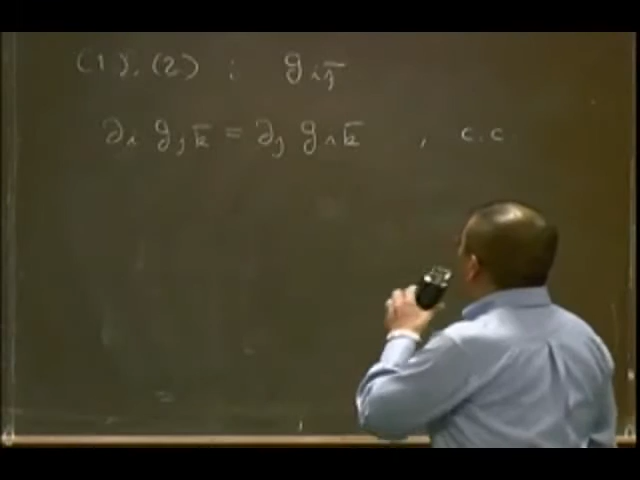 (1), (2) : g_{i\bar{j}}
∂_i g_{j\bar{k}} = ∂_j g_{i\bar{k}} , c.c